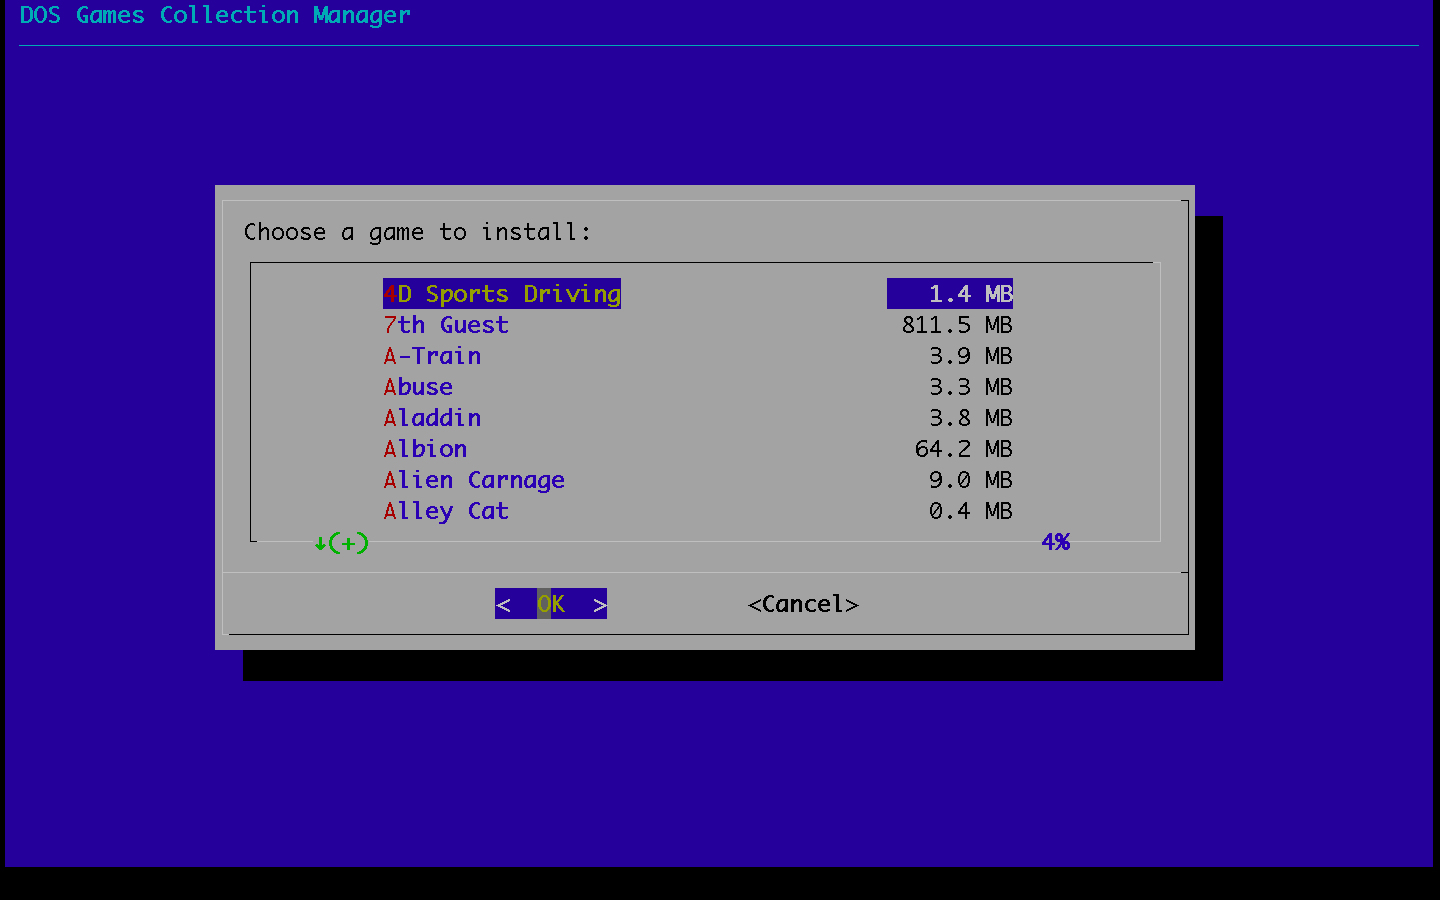 DOS Games Collection Manager
Choose a game to install:
4D Sports Driving 1.4 MB
7th Guest 811.5 MB
A-Train 3.9 MB
Abuse 3.3 MB
Aladdin 3.8 MB
Albion 64.2 MB
Alien Carnage 9.0 MB
Alley Cat 0.4 MB
↓(+) 4%
< OK > <Cancel>